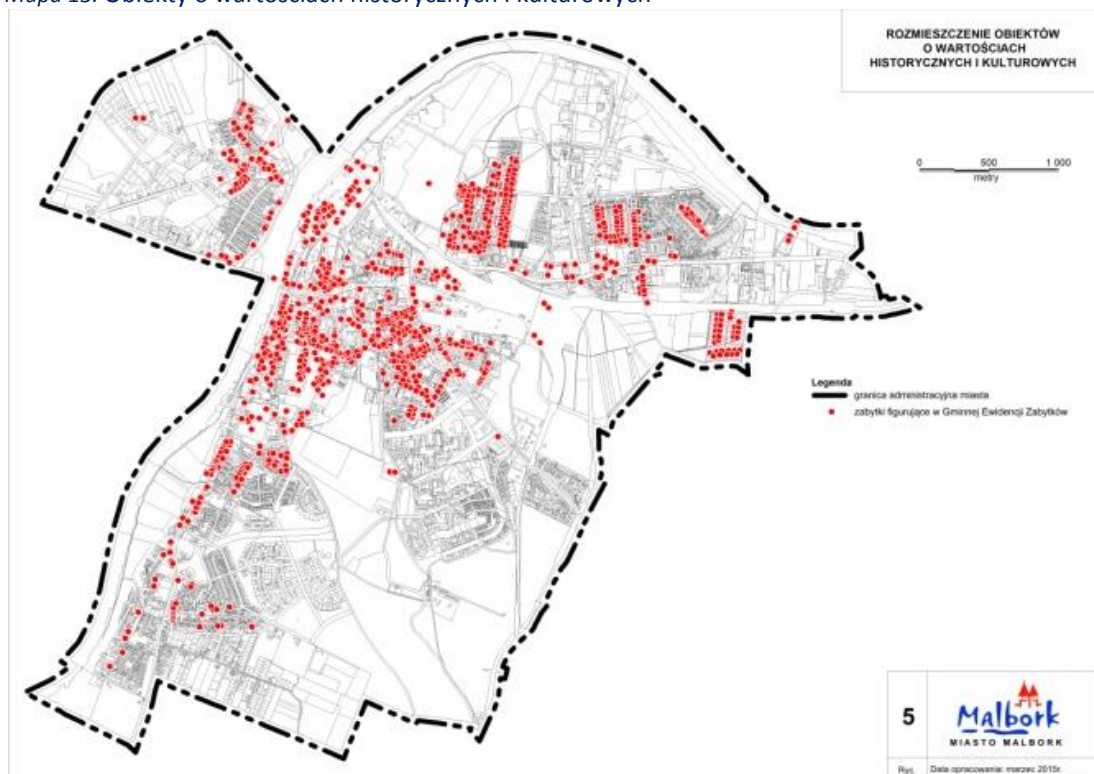 Mapa 13. Obiekty o wartościach historycznych i kulturowych
ROZMIESZCZENIE OBIEKTÓW
O WARTOŚCIACH
HISTORYCZNYCH I KULTUROWYCH
0 500 1 000
metry
Legenda
granica administracyjna miasta
zabytki figurujące w Gminnej Ewidencji Zabytków
5
Malbork
MIASTO MALBORK
Rys.
Data opracowania: marzec 2015r.